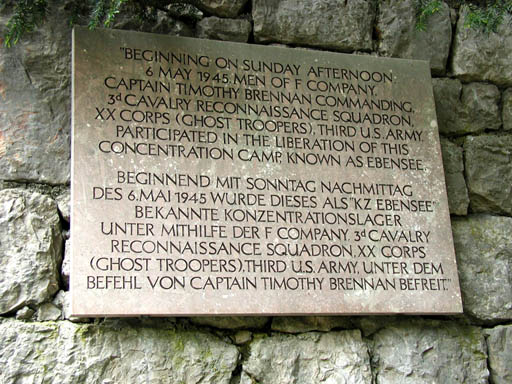 "BEGINNING ON SUNDAY AFTERNOON,
6 MAY 1945, MEN OF F COMPANY,
CAPTAIN TIMOTHY BRENNAN COMMANDING,
3d CAVALRY RECONNAISSANCE SQUADRON,
XX CORPS (GHOST TROOPERS), THIRD U.S. ARMY,
PARTICIPATED IN THE LIBERATION OF THIS
CONCENTRATION CAMP, KNOWN AS EBENSEE.
BEGINNEND MIT SONNTAG NACHMITTAG
DES 6. MAI 1945 WURDE DIESES ALS "KZ EBENSEE"
BEKANNTE KONZENTRATIONSLAGER
UNTER MITHILFE DER F COMPANY, 3d CAVALRY
RECONNAISSANCE SQUADRON, XX CORPS
(GHOST TROOPERS), THIRD U.S. ARMY, UNTER DEM
BEFEHL VON CAPTAIN TIMOTHY BRENNAN BEFREIT."